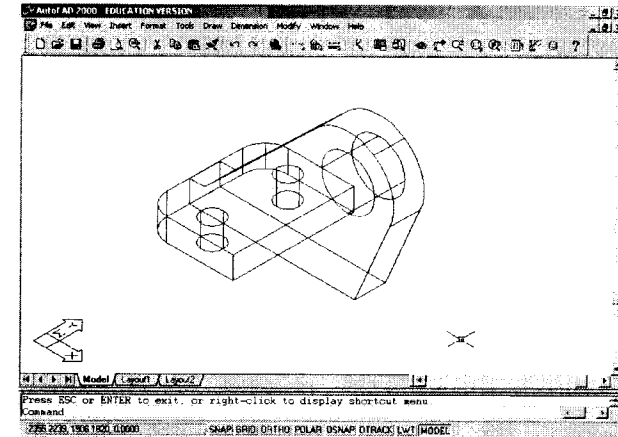 AutoCAD 2000 EDUCATION VERSION
File Edit View Insert Format Tools Draw Dimension Modify Window Help
?
Model Layout1 Layout2
Press ESC or ENTER to exit, or right-click to display shortcut menu.
Command
SNAP GRID ORTHO POLAR OSNAP OTRACK LWT MODEL